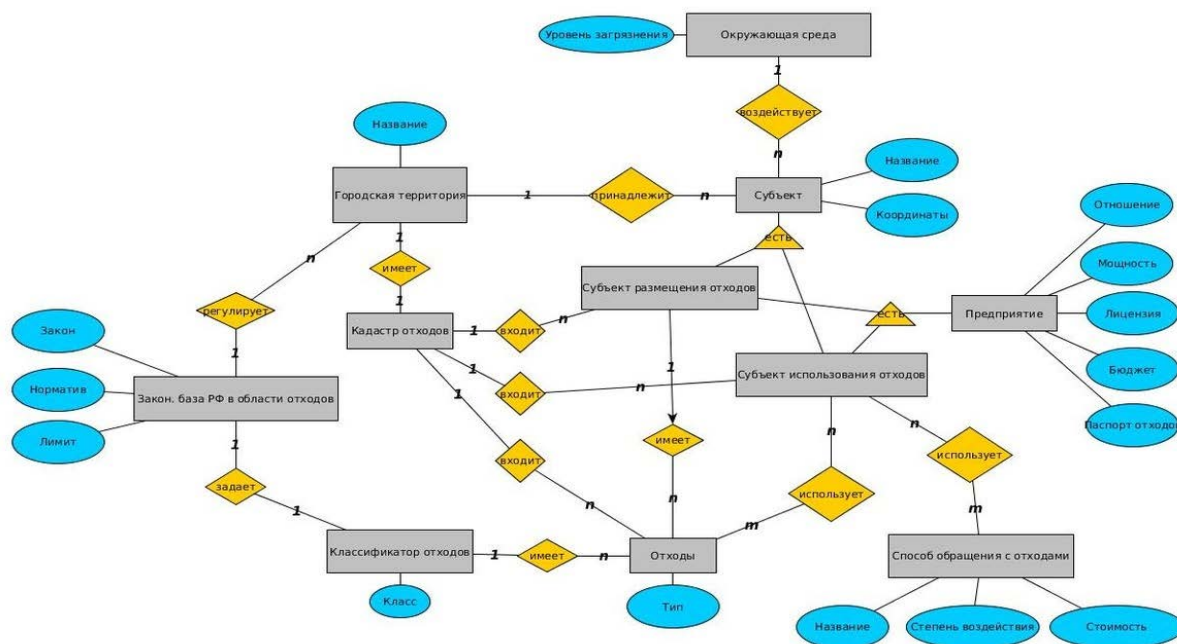 Уровень загрязнения
Окружающая среда
1
воздействует
n
Название
Городская территория
1
принадлежит
n
Субъект
Название
Координаты
есть
1
имеет
1
n
регулирует
1
Субъект размещения отходов
Отношение
Мощность
Лицензия
Бюджет
Паспорт отходо
Предприятие
есть
Кадастр отходов
1
входит
n
1
входит
n
1
входит
n
Субъект использования отходов
Закон
Норматив
Лимит
Закон. база РФ в области отходов
1
имеет
n
n
использует
m
n
использует
m
1
задает
1
Классификатор отходов
1
имеет
n
Отходы
Класс
Тип
Способ обращения с отходами
Название
Степень воздействия
Стоимость